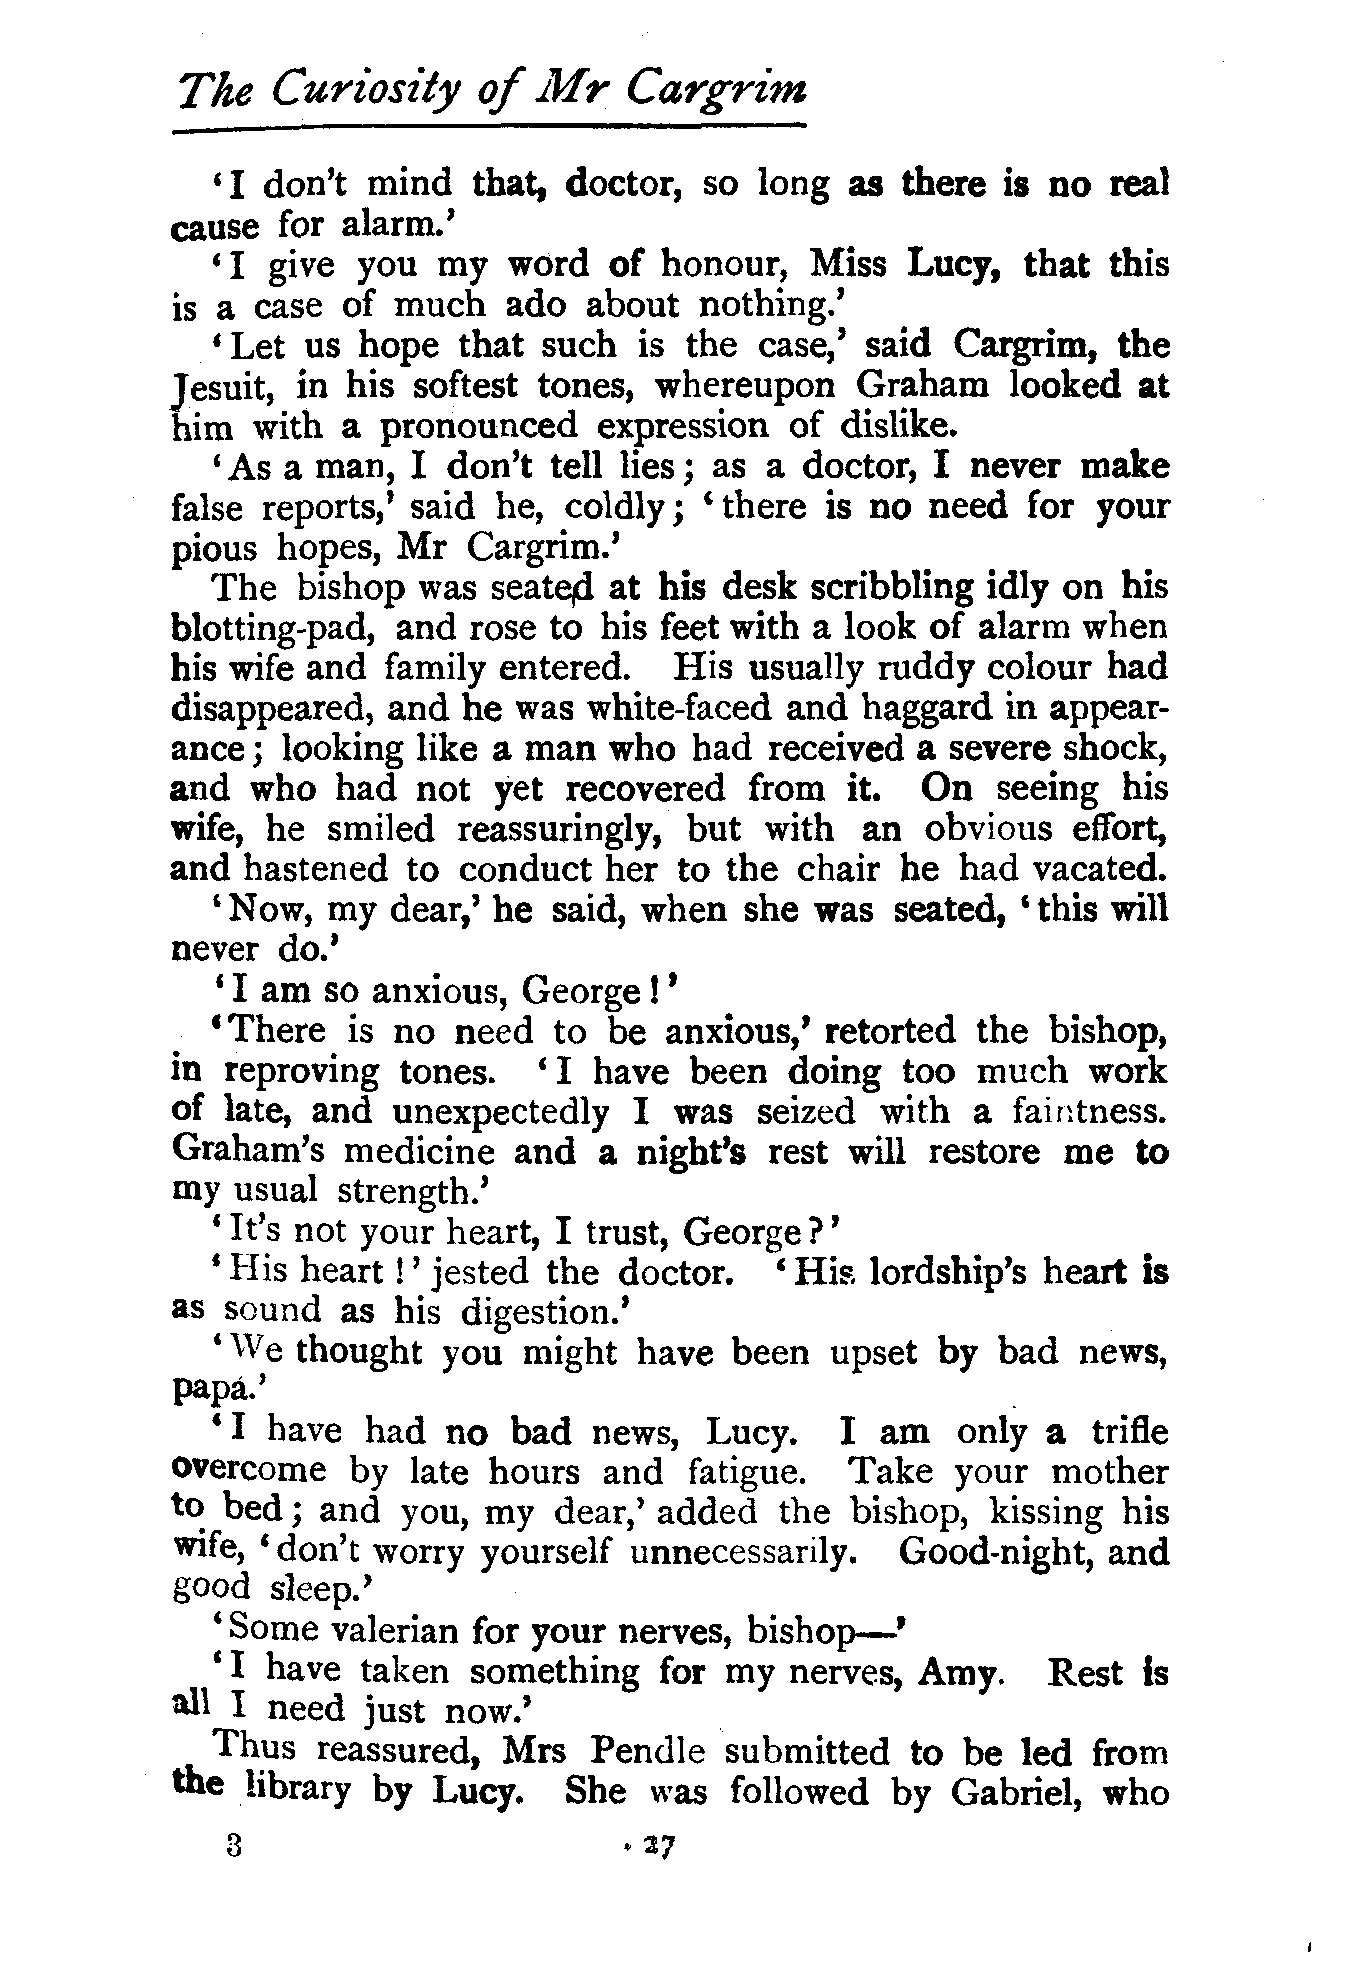 The Curiosity of Mr Cargrim
'I don't mind that, doctor, so long as there is no real
cause for alarm.'
'I give you my word of honour, Miss Lucy, that this
is a case of much ado about nothing.'
'Let us hope that such is the case,' said Cargrim, the
Jesuit, in his softest tones, whereupon Graham looked at
him with a pronounced expression of dislike.
'As a man, I don't tell lies; as a doctor, I never make
false reports,' said he, coldly; 'there is no need for your
pious hopes, Mr Cargrim.'
The bishop was seated at his desk scribbling idly on his
blotting-pad, and rose to his feet with a look of alarm when
his wife and family entered. His usually ruddy colour had
disappeared, and he was white-faced and haggard in appear-
ance; looking like a man who had received a severe shock,
and who had not yet recovered from it. On seeing his
wife, he smiled reassuringly, but with an obvious effort,
and hastened to conduct her to the chair he had vacated.
'Now, my dear,' he said, when she was seated, 'this will
never do.'
'I am so anxious, George!'
'There is no need to be anxious,' retorted the bishop,
in reproving tones. 'I have been doing too much work
of late, and unexpectedly I was seized with a faintness.
Graham's medicine and a night's rest will restore me to
my usual strength.'
'It's not your heart, I trust, George?'
'His heart!' jested the doctor. 'His lordship's heart is
as sound as his digestion.'
'We thought you might have been upset by bad news,
papá.'
'I have had no bad news, Lucy. I am only a trifle
overcome by late hours and fatigue. Take your mother
to bed; and you, my dear,' added the bishop, kissing his
wife, 'don't worry yourself unnecessarily. Good-night, and
good sleep.'
'Some valerian for your nerves, bishop—'
'I have taken something for my nerves, Amy. Rest is
all I need just now.'
Thus reassured, Mrs Pendle submitted to be led from
the library by Lucy. She was followed by Gabriel, who
3 27